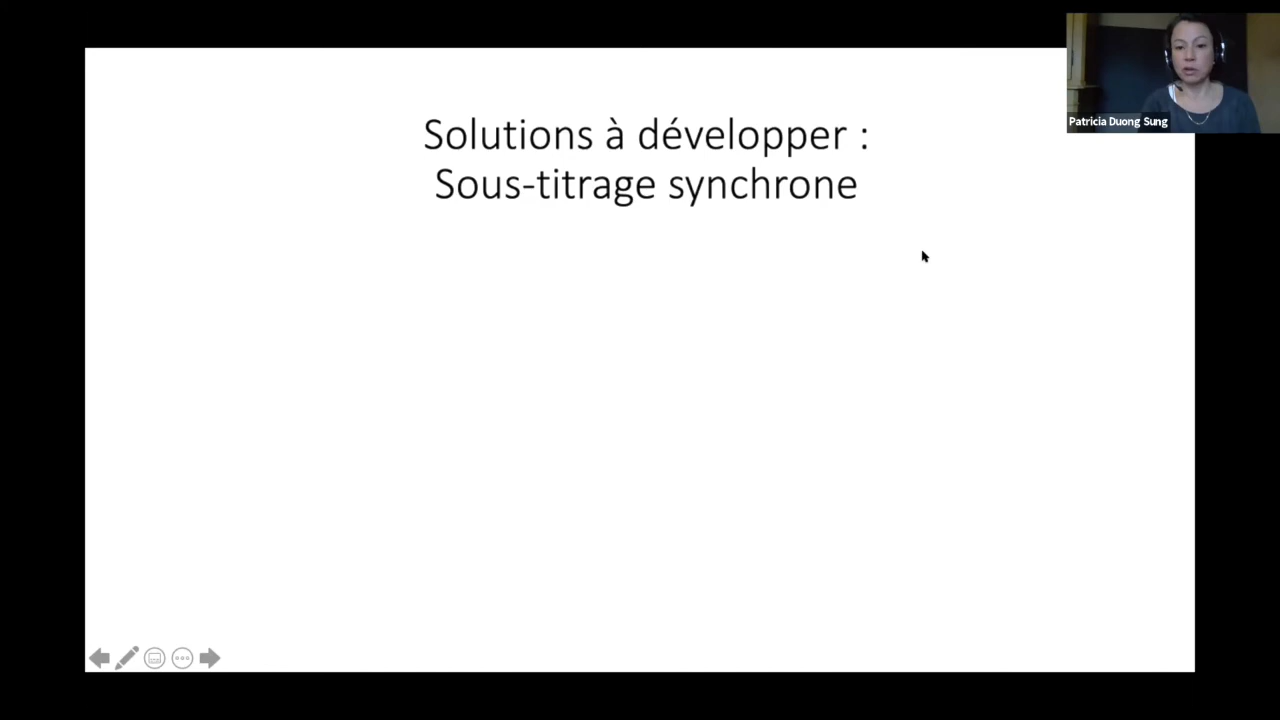 Solutions à développer :
Sous-titrage synchrone
Patricia Duong Sung